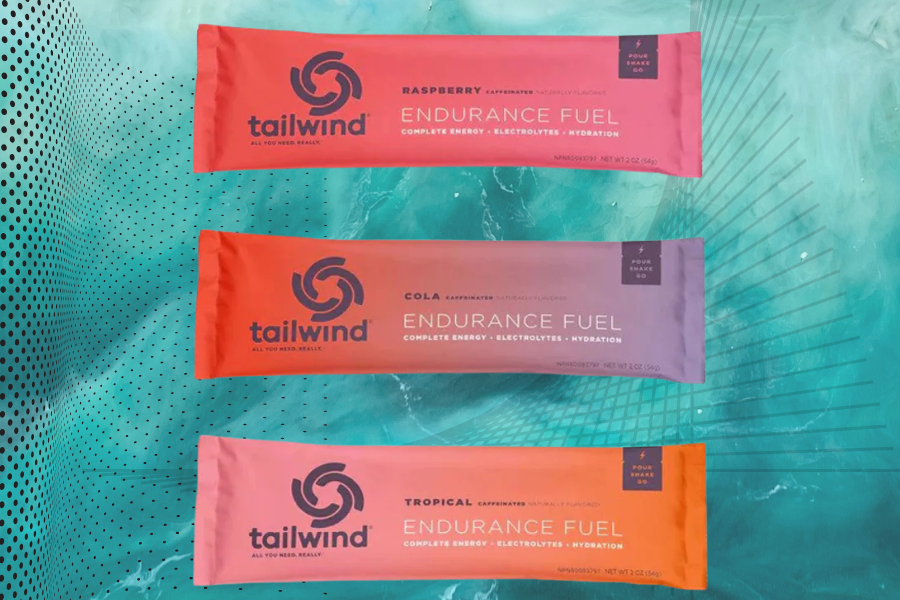 POUR
SHAKE
GO
RASPBERRY CAFFEINATED NATURALLY FLAVORED
ENDURANCE FUEL
COMPLETE ENERGY • ELECTROLYTES • HYDRATION
tailwind®
ALL YOU NEED. REALLY.
NET WT 2 OZ (54g)
POUR
SHAKE
GO
COLA CAFFEINATED NATURALLY FLAVORED
ENDURANCE FUEL
COMPLETE ENERGY • ELECTROLYTES • HYDRATION
tailwind®
ALL YOU NEED. REALLY.
NET WT 2 OZ (54g)
POUR
SHAKE
GO
TROPICAL CAFFEINATED NATURALLY FLAVORED
ENDURANCE FUEL
COMPLETE ENERGY • ELECTROLYTES • HYDRATION
tailwind®
ALL YOU NEED. REALLY.
NET WT 2 OZ (54g)